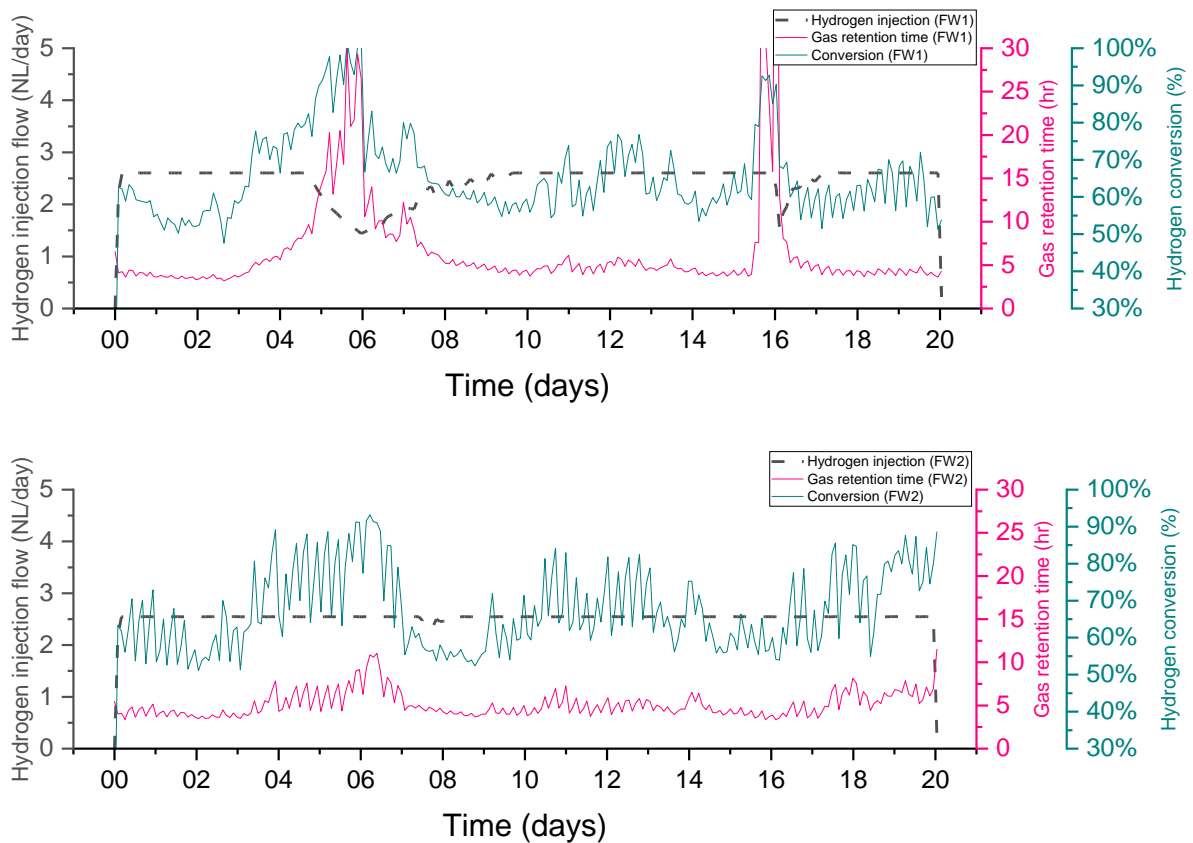 Hydrogen injection (FW1)
Gas retention time (FW1)
Conversion (FW1)
Hydrogen injection flow (NL/day)
5
4
3
2
1
0
30
25
20
15
10
5
0
Gas retention time (hr)
100%
90%
80%
70%
60%
50%
40%
30%
Hydrogen conversion (%)
00 02 04 06 08 10 12 14 16 18 20
Time (days)
Hydrogen injection (FW2)
Gas retention time (FW2)
Conversion (FW2)
Hydrogen injection flow (NL/day)
5
4
3
2
1
0
30
25
20
15
10
5
0
Gas retention time (hr)
100%
90%
80%
70%
60%
50%
40%
30%
Hydrogen conversion (%)
00 02 04 06 08 10 12 14 16 18 20
Time (days)